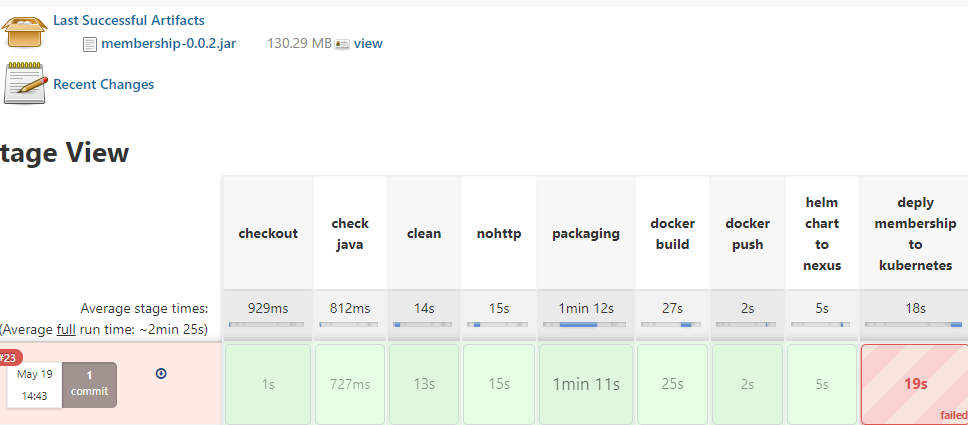 Last Successful Artifacts
membership-0.0.2.jar 130.29 MB view
Recent Changes
tage View
checkout
check
java
clean
nohttp
packaging
docker
build
docker
push
helm
chart
to
nexus
deply
membership
to
kubernetes
Average stage times:
(Average full run time: ~2min 25s)
929ms 812ms 14s 15s 1min 12s 27s 2s 5s 18s
#23
May 19
14:43
1
commit
1s 727ms 13s 15s 1min 11s 25s 2s 5s 19s
failed